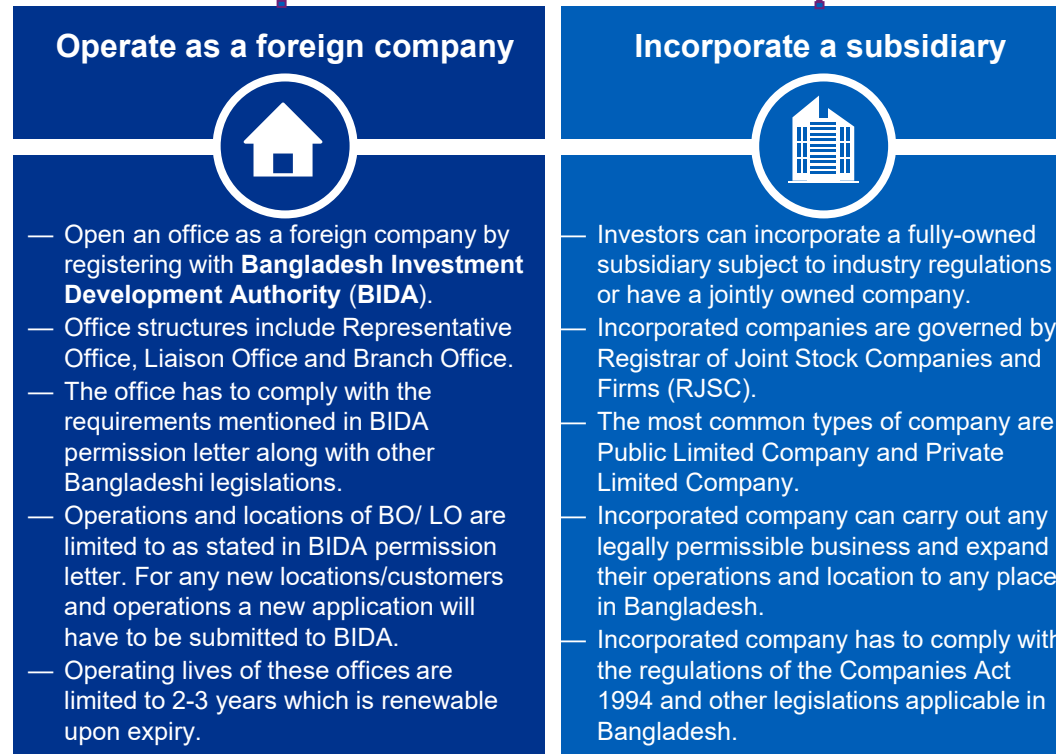 Operate as a foreign company
— Open an office as a foreign company by
registering with Bangladesh Investment
Development Authority (BIDA).
— Office structures include Representative
Office, Liaison Office and Branch Office.
— The office has to comply with the
requirements mentioned in BIDA
permission letter along with other
Bangladeshi legislations.
— Operations and locations of BO/ LO are
limited to as stated in BIDA permission
letter. For any new locations/customers
and operations a new application will
have to be submitted to BIDA.
— Operating lives of these offices are
limited to 2-3 years which is renewable
upon expiry.
Incorporate a subsidiary
— Investors can incorporate a fully-owned
subsidiary subject to industry regulations
or have a jointly owned company.
— Incorporated companies are governed by
Registrar of Joint Stock Companies and
Firms (RJSC).
— The most common types of company are
Public Limited Company and Private
Limited Company.
— Incorporated company can carry out any
legally permissible business and expand
their operations and location to any place
in Bangladesh.
— Incorporated company has to comply with
the regulations of the Companies Act
1994 and other legislations applicable in
Bangladesh.